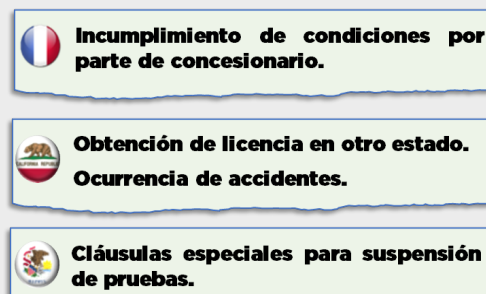 Incumplimiento de condiciones por
parte de concesionario.
Obtención de licencia en otro estado.
Ocurrencia de accidentes.
Cláusulas especiales para suspensión
de pruebas.